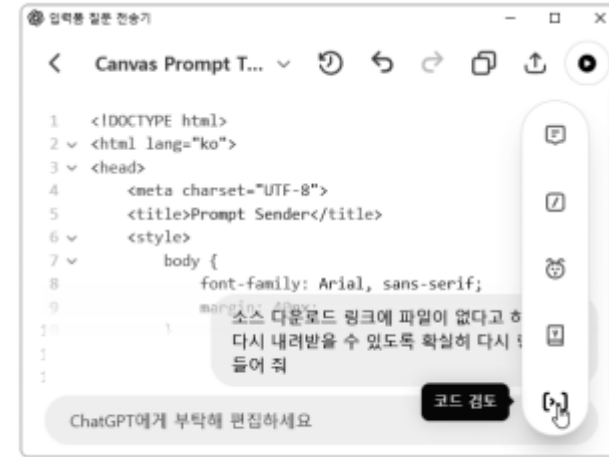 입력폼 질문 전송기
Canvas Prompt T...
1 <!DOCTYPE html>
2 <html lang="ko">
3 <head>
4 <meta charset="UTF-8">
5 <title>Prompt Sender</title>
6 <style>
7 body {
8 font-family: Arial, sans-serif;
9 margin: 40px;
}
소스 다운로드 링크에 파일이 없다고
다시 내려받을 수 있도록 확실히 다시
들어 줘
코드 검토
ChatGPT에게 부탁해 편집하세요